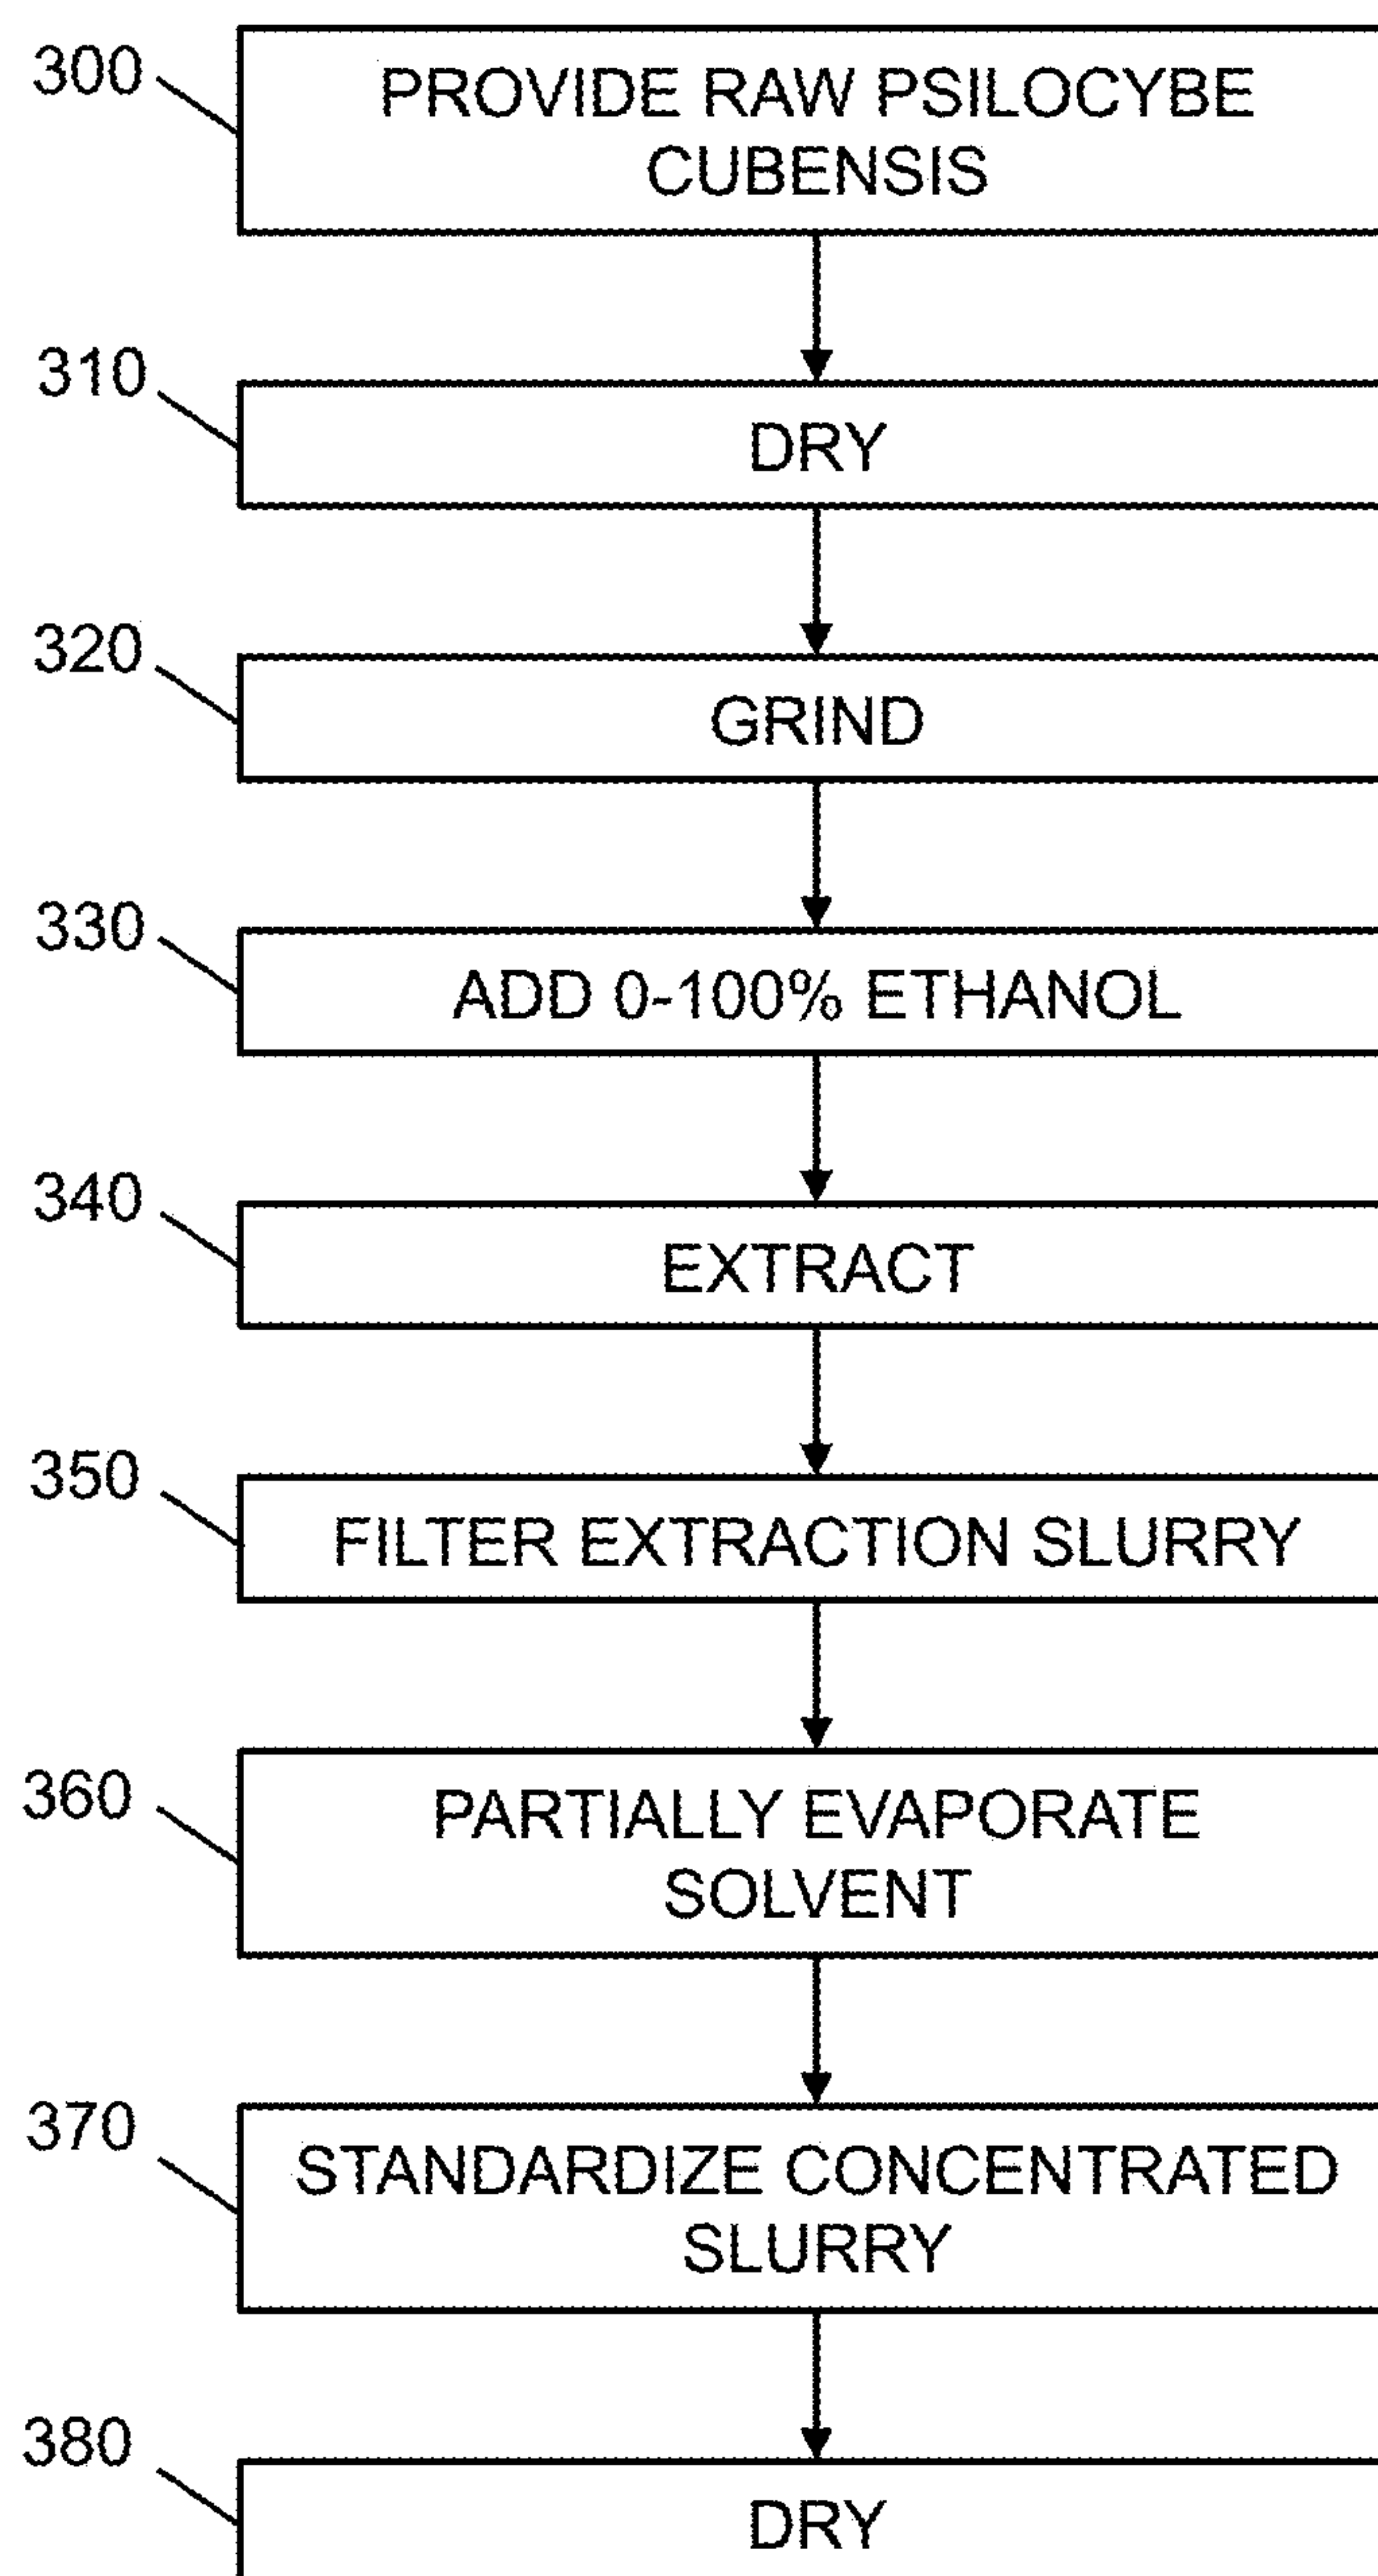 300
PROVIDE RAW PSILOCYBE
CUBENSIS
310
DRY
320
GRIND
330
ADD 0-100% ETHANOL
340
EXTRACT
350
FILTER EXTRACTION SLURRY
360
PARTIALLY EVAPORATE
SOLVENT
370
STANDARDIZE CONCENTRATED
SLURRY
380
DRY